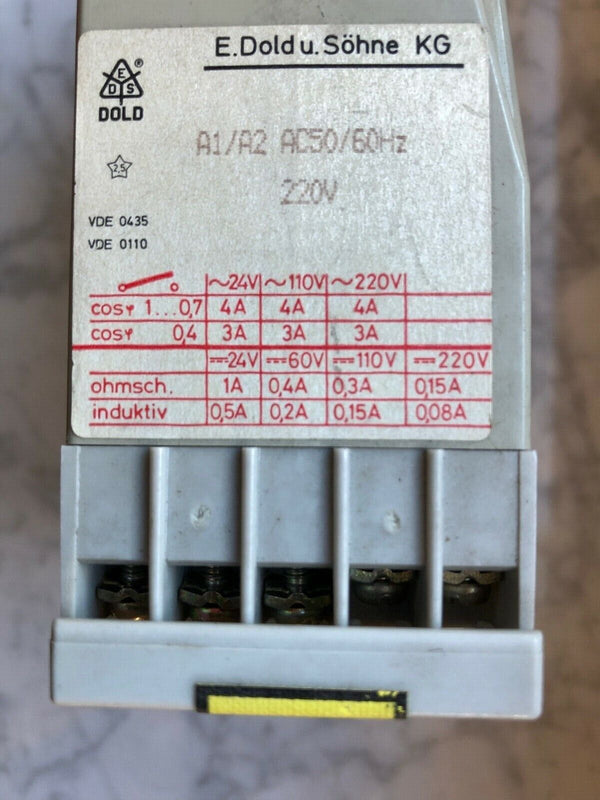 E.Dold u. Söhne KG
E
D S
®
DOLD
A1/A2 AC50/60Hz
220V
2,5
VDE 0435
VDE 0110
~24V ~110V ~220V
cosφ 1...0,7 4A 4A 4A
cosφ 0,4 3A 3A 3A
⎓24V ⎓60V ⎓110V ⎓220V
ohmsch. 1A 0,4A 0,3A 0,15A
induktiv 0,5A 0,2A 0,15A 0,08A